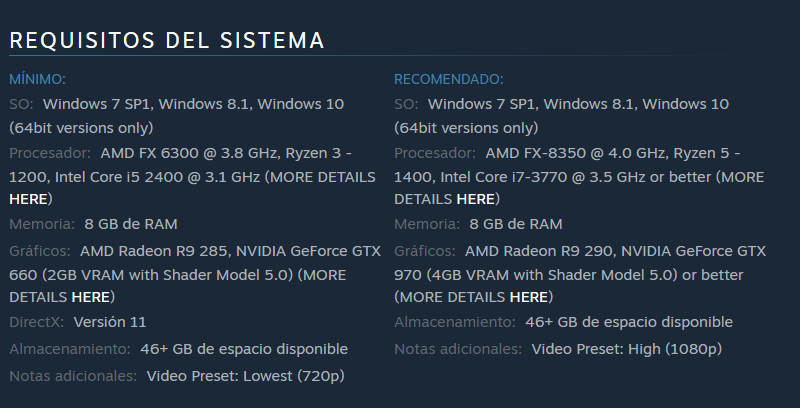 REQUISITOS DEL SISTEMA
MÍNIMO:
SO: Windows 7 SP1, Windows 8.1, Windows 10
(64bit versions only)
Procesador: AMD FX 6300 @ 3.8 GHz, Ryzen 3 -
1200, Intel Core i5 2400 @ 3.1 GHz (MORE DETAILS
HERE)
Memoria: 8 GB de RAM
Gráficos: AMD Radeon R9 285, NVIDIA GeForce GTX
660 (2GB VRAM with Shader Model 5.0) (MORE
DETAILS HERE)
DirectX: Versión 11
Almacenamiento: 46+ GB de espacio disponible
Notas adicionales: Video Preset: Lowest (720p)
RECOMENDADO:
SO: Windows 7 SP1, Windows 8.1, Windows 10
(64bit versions only)
Procesador: AMD FX-8350 @ 4.0 GHz, Ryzen 5 -
1400, Intel Core i7-3770 @ 3.5 GHz or better (MORE
DETAILS HERE)
Memoria: 8 GB de RAM
Gráficos: AMD Radeon R9 290, NVIDIA GeForce GTX
970 (4GB VRAM with Shader Model 5.0) or better
(MORE DETAILS HERE)
Almacenamiento: 46+ GB de espacio disponible
Notas adicionales: Video Preset: High (1080p)